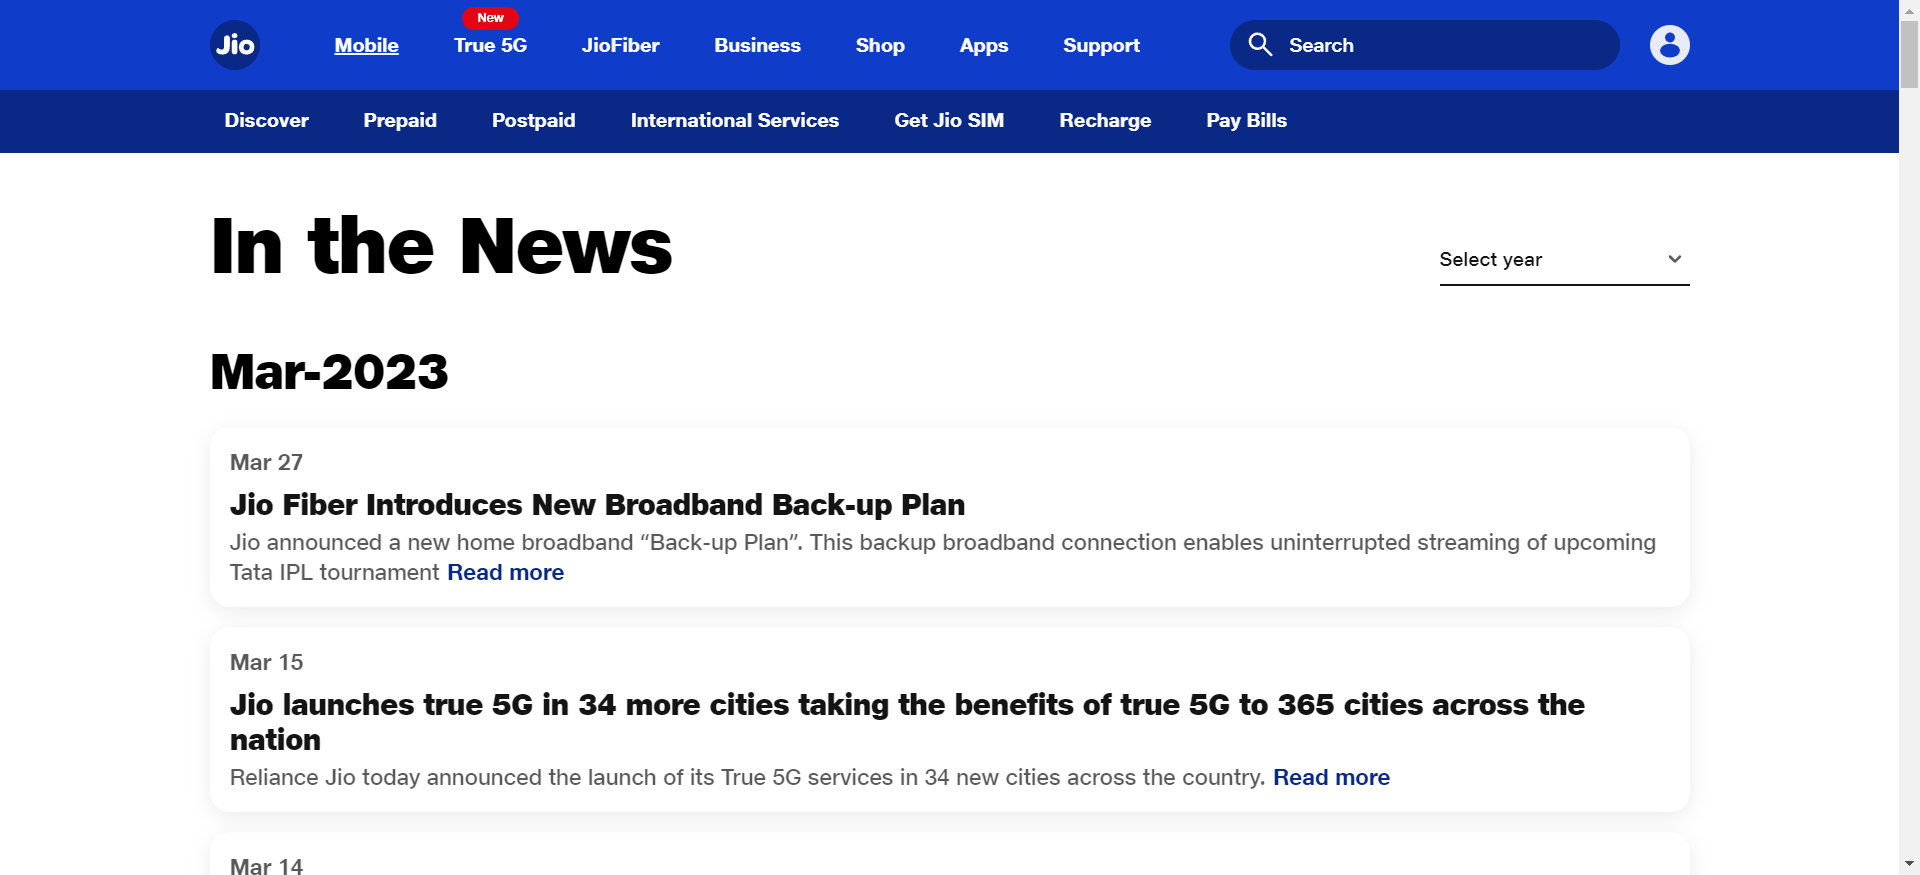 Jio
New
Mobile True 5G JioFiber Business Shop Apps Support Search
Discover Prepaid Postpaid International Services Get Jio SIM Recharge Pay Bills
In the News
Select year
Mar-2023
Mar 27
Jio Fiber Introduces New Broadband Back-up Plan
Jio announced a new home broadband “Back-up Plan”. This backup broadband connection enables uninterrupted streaming of upcoming
Tata IPL tournament Read more
Mar 15
Jio launches true 5G in 34 more cities taking the benefits of true 5G to 365 cities across the
nation
Reliance Jio today announced the launch of its True 5G services in 34 new cities across the country. Read more
Mar 14